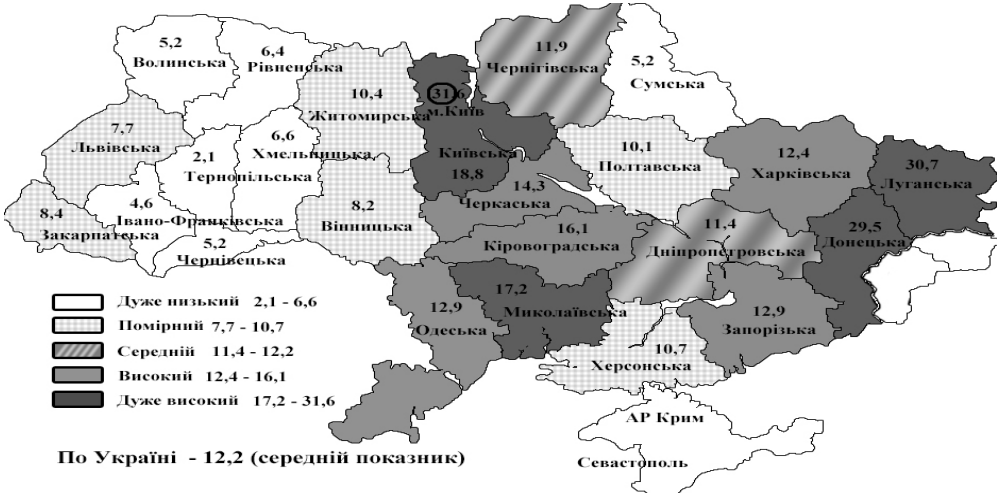 5,2
Волинська
6,4
Рівненська
10,4
Житомирська
31,6
м.Київ
11,9
Чернігівська
5,2
Сумська
7,7
Львівська
2,1
Тернопільська
6,6
Хмельницька
Київська
18,8
10,1
Полтавська
12,4
Харківська
30,7
Луганська
8,4
Закарпатська
4,6
Івано-Франківська
5,2
Чернівецька
8,2
Вінницька
14,3
Черкаська
16,1
Кіровоградська
11,4
Дніпропетровська
29,5
Донецька
12,9
Одеська
17,2
Миколаївська
10,7
Херсонська
12,9
Запорізька
АР Крим
Севастополь
Дуже низький 2,1 - 6,6
Помірний 7,7 - 10,7
Середній 11,4 - 12,2
Високий 12,4 - 16,1
Дуже високий 17,2 - 31,6
По Україні - 12,2 (середній показник)